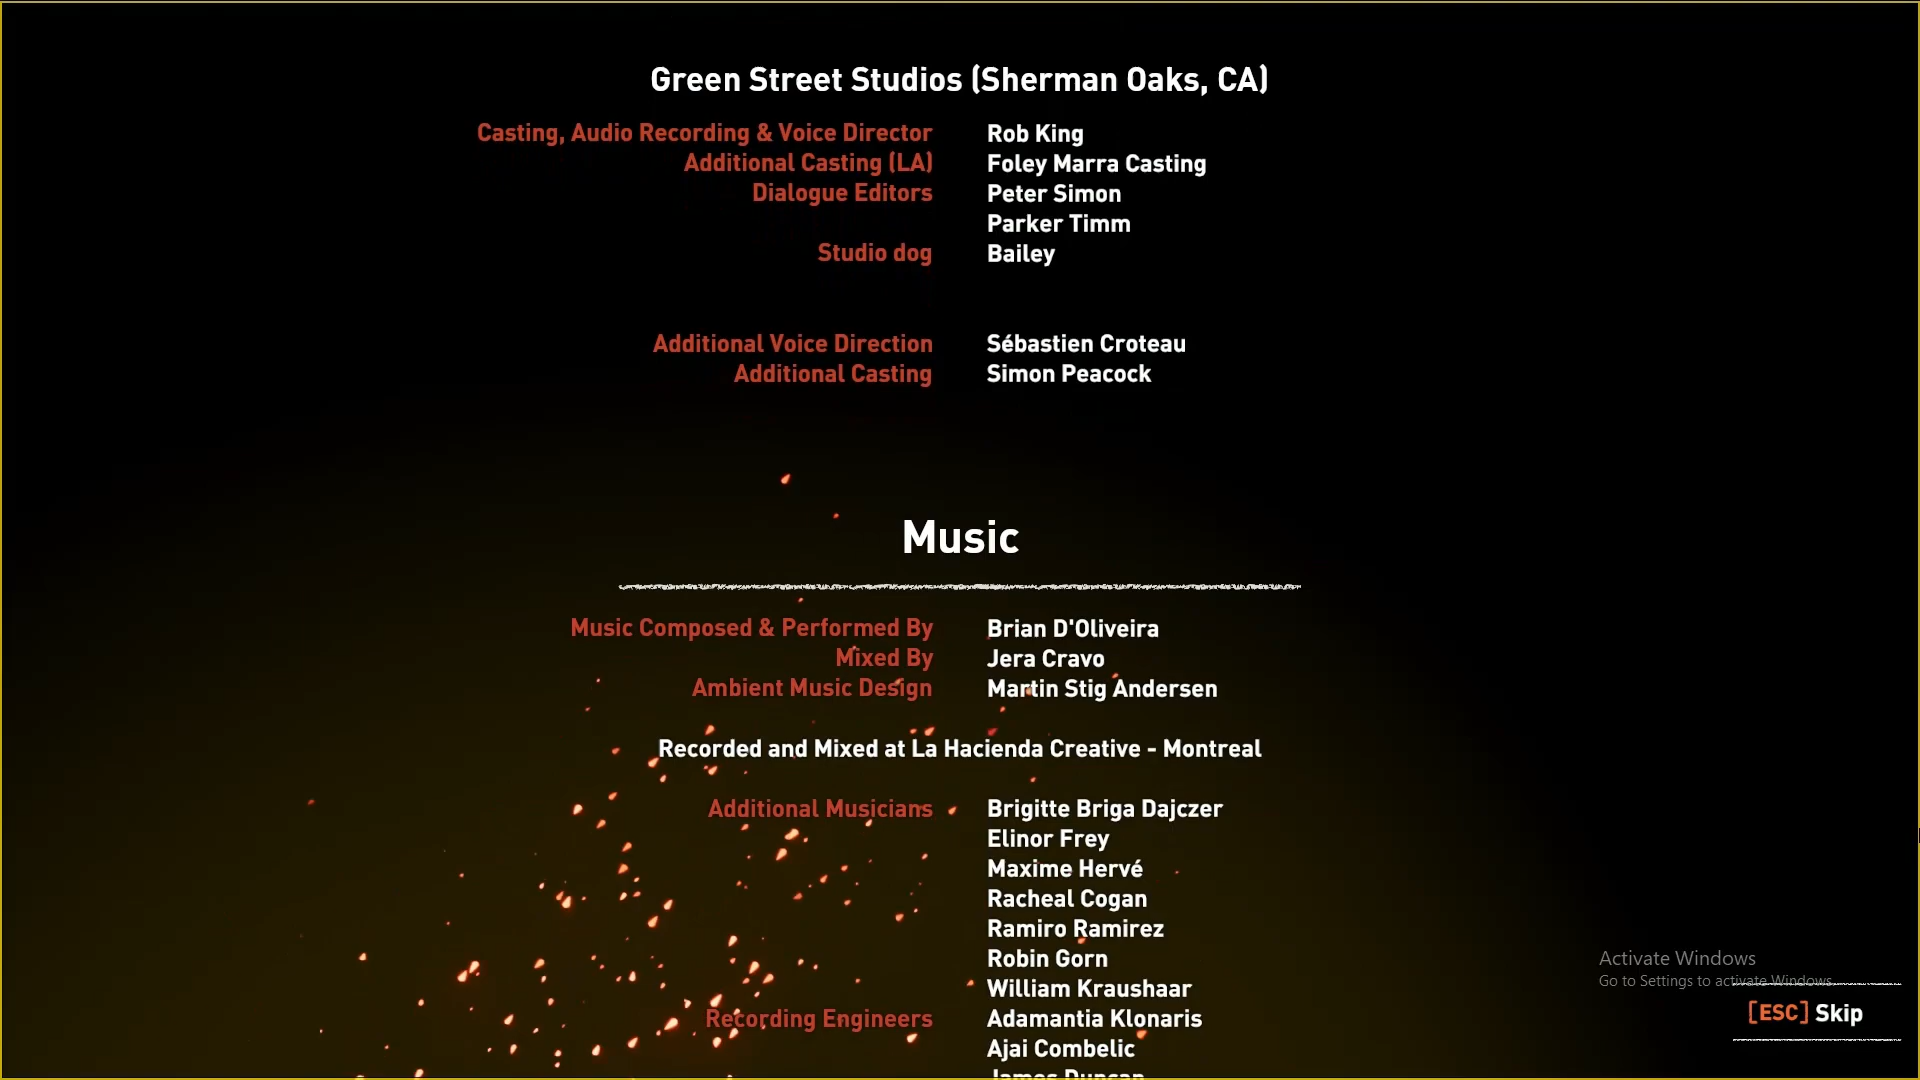 Green Street Studios (Sherman Oaks, CA)
Casting, Audio Recording & Voice Director Rob King
Additional Casting (LA) Foley Marra Casting
Dialogue Editors Peter Simon
Parker Timm
Studio dog Bailey
Additional Voice Direction Sébastien Croteau
Additional Casting Simon Peacock
Music
Music Composed & Performed By Brian D'Oliveira
Mixed By Jera Cravo
Ambient Music Design Martin Stig Andersen
Recorded and Mixed at La Hacienda Creative - Montreal
Additional Musicians Brigitte Briga Dajczer
Elinor Frey
Maxime Hervé
Racheal Cogan
Ramiro Ramirez
Robin Gorn
William Kraushaar
Recording Engineers Adamantia Klonaris
Ajai Combelic
James Duncan
Activate Windows
Go to Settings to activate Windows.
[ESC] Skip